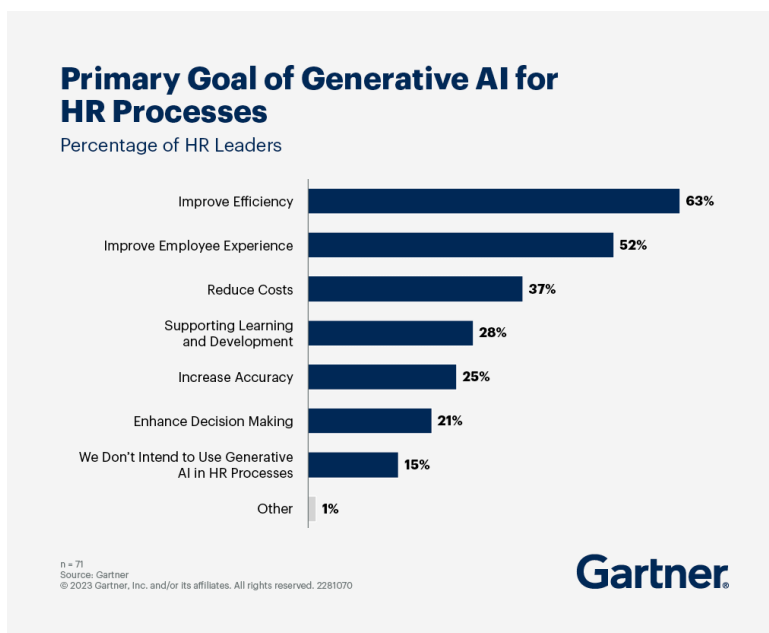 Primary Goal of Generative AI for
HR Processes
Percentage of HR Leaders
Improve Efficiency
63%
Improve Employee Experience
52%
Reduce Costs
37%
Supporting Learning
and Development
28%
Increase Accuracy
25%
Enhance Decision Making
21%
We Don't Intend to Use Generative
AI in HR Processes
15%
Other
1%
n = 71
Source: Gartner
© 2023 Gartner, Inc. and/or its affiliates. All rights reserved. 2281070
Gartner®